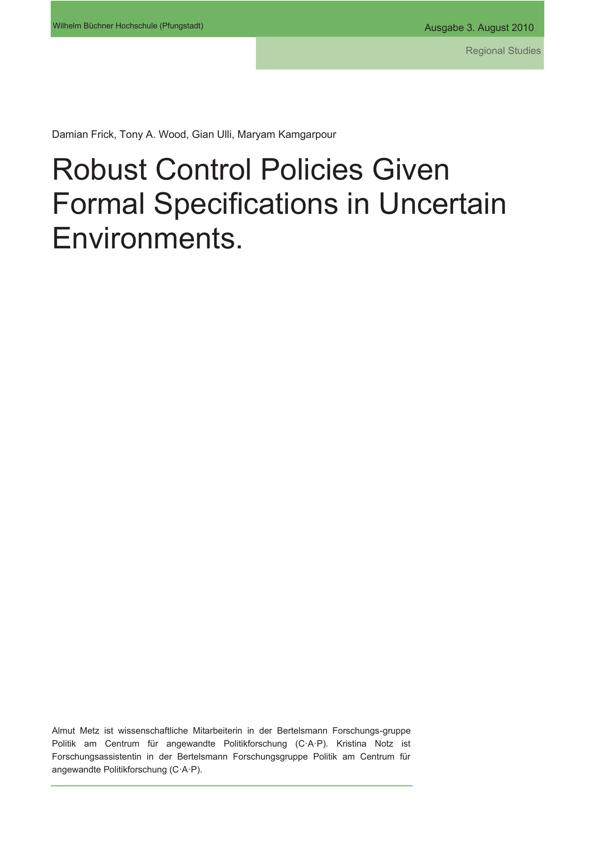 Wilhelm Büchner Hochschule (Pfungstadt)
Ausgabe 3. August 2010
Regional Studies
Damian Frick, Tony A. Wood, Gian Ulli, Maryam Kamgarpour
Robust Control Policies Given
Formal Specifications in Uncertain
Environments.
Almut Metz ist wissenschaftliche Mitarbeiterin in der Bertelsmann Forschungs-gruppe
Politik am Centrum für angewandte Politikforschung (C·A·P). Kristina Notz ist
Forschungsassistentin in der Bertelsmann Forschungsgruppe Politik am Centrum für
angewandte Politikforschung (C·A·P).